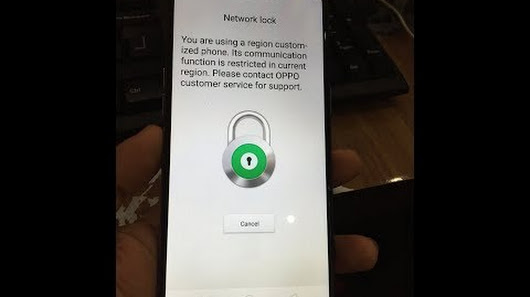 Network lock
You are using a region custom-
ized phone. Its communication
function is restricted in current
region. Please contact OPPO
customer service for support.
Cancel
Ctrl